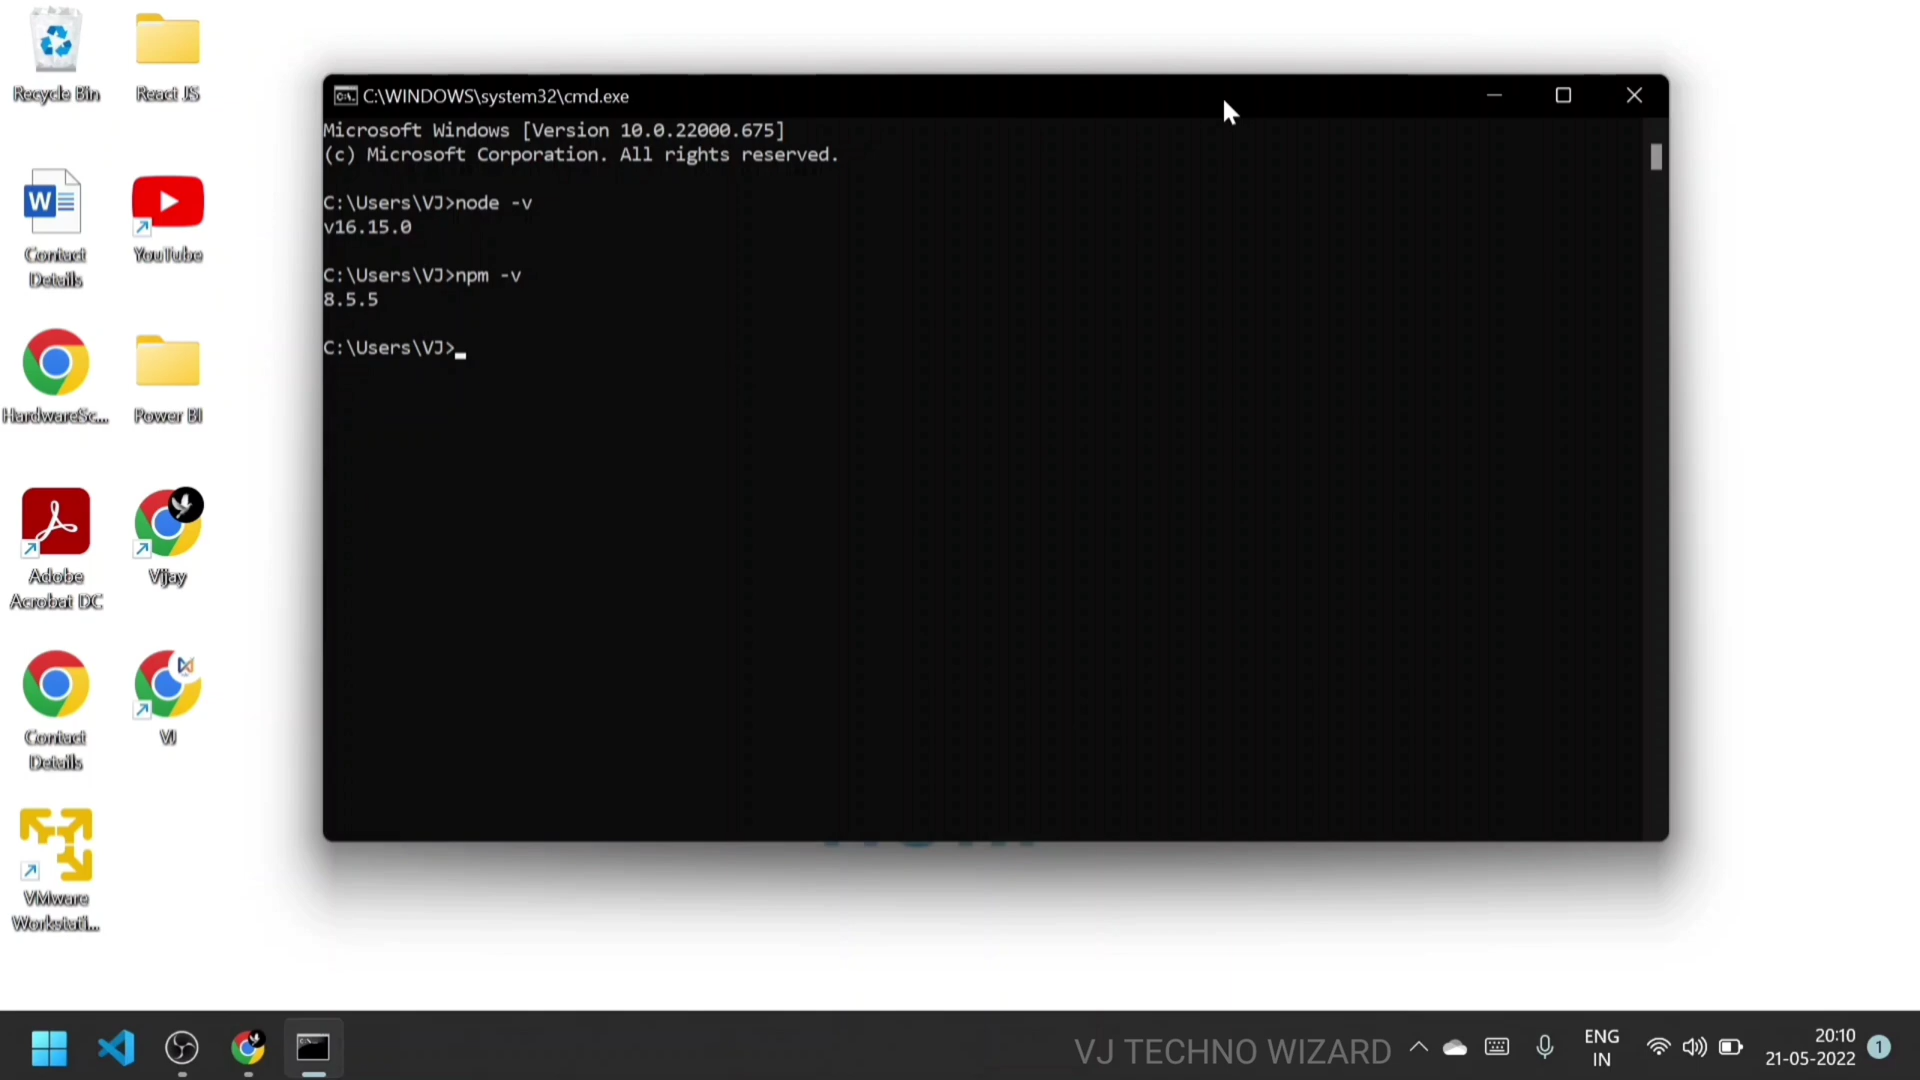 Recycle Bin
React JS
Contact
Details
YouTube
HardwareSc...
Power BI
Adobe
Acrobat DC
Vijay
Contact
Details
VJ
VMware
Workstati...
C:\WINDOWS\system32\cmd.exe
Microsoft Windows [Version 10.0.22000.675]
(c) Microsoft Corporation. All rights reserved.
C:\Users\VJ>node -v
v16.15.0
C:\Users\VJ>npm -v
8.5.5
C:\Users\VJ>
VJ TECHNO WIZARD
ENG
IN
20:10
21-05-2022
1